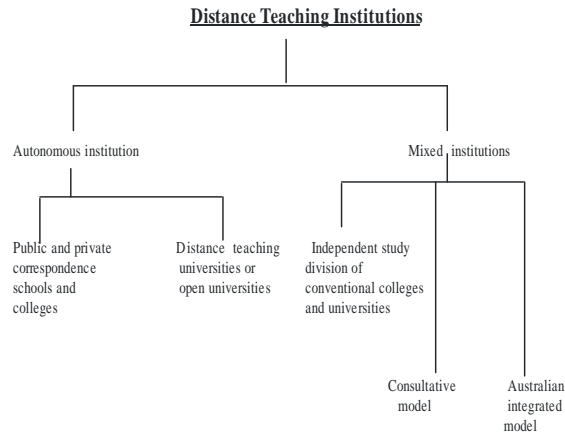 Distance Teaching Institutions
Autonomous institution
Mixed institutions
Public and private
correspondence
schools and
colleges
Distance teaching
universities or
open universities
Independent study
division of
conventional colleges
and universities
Consultative
model
Australian
integrated
model